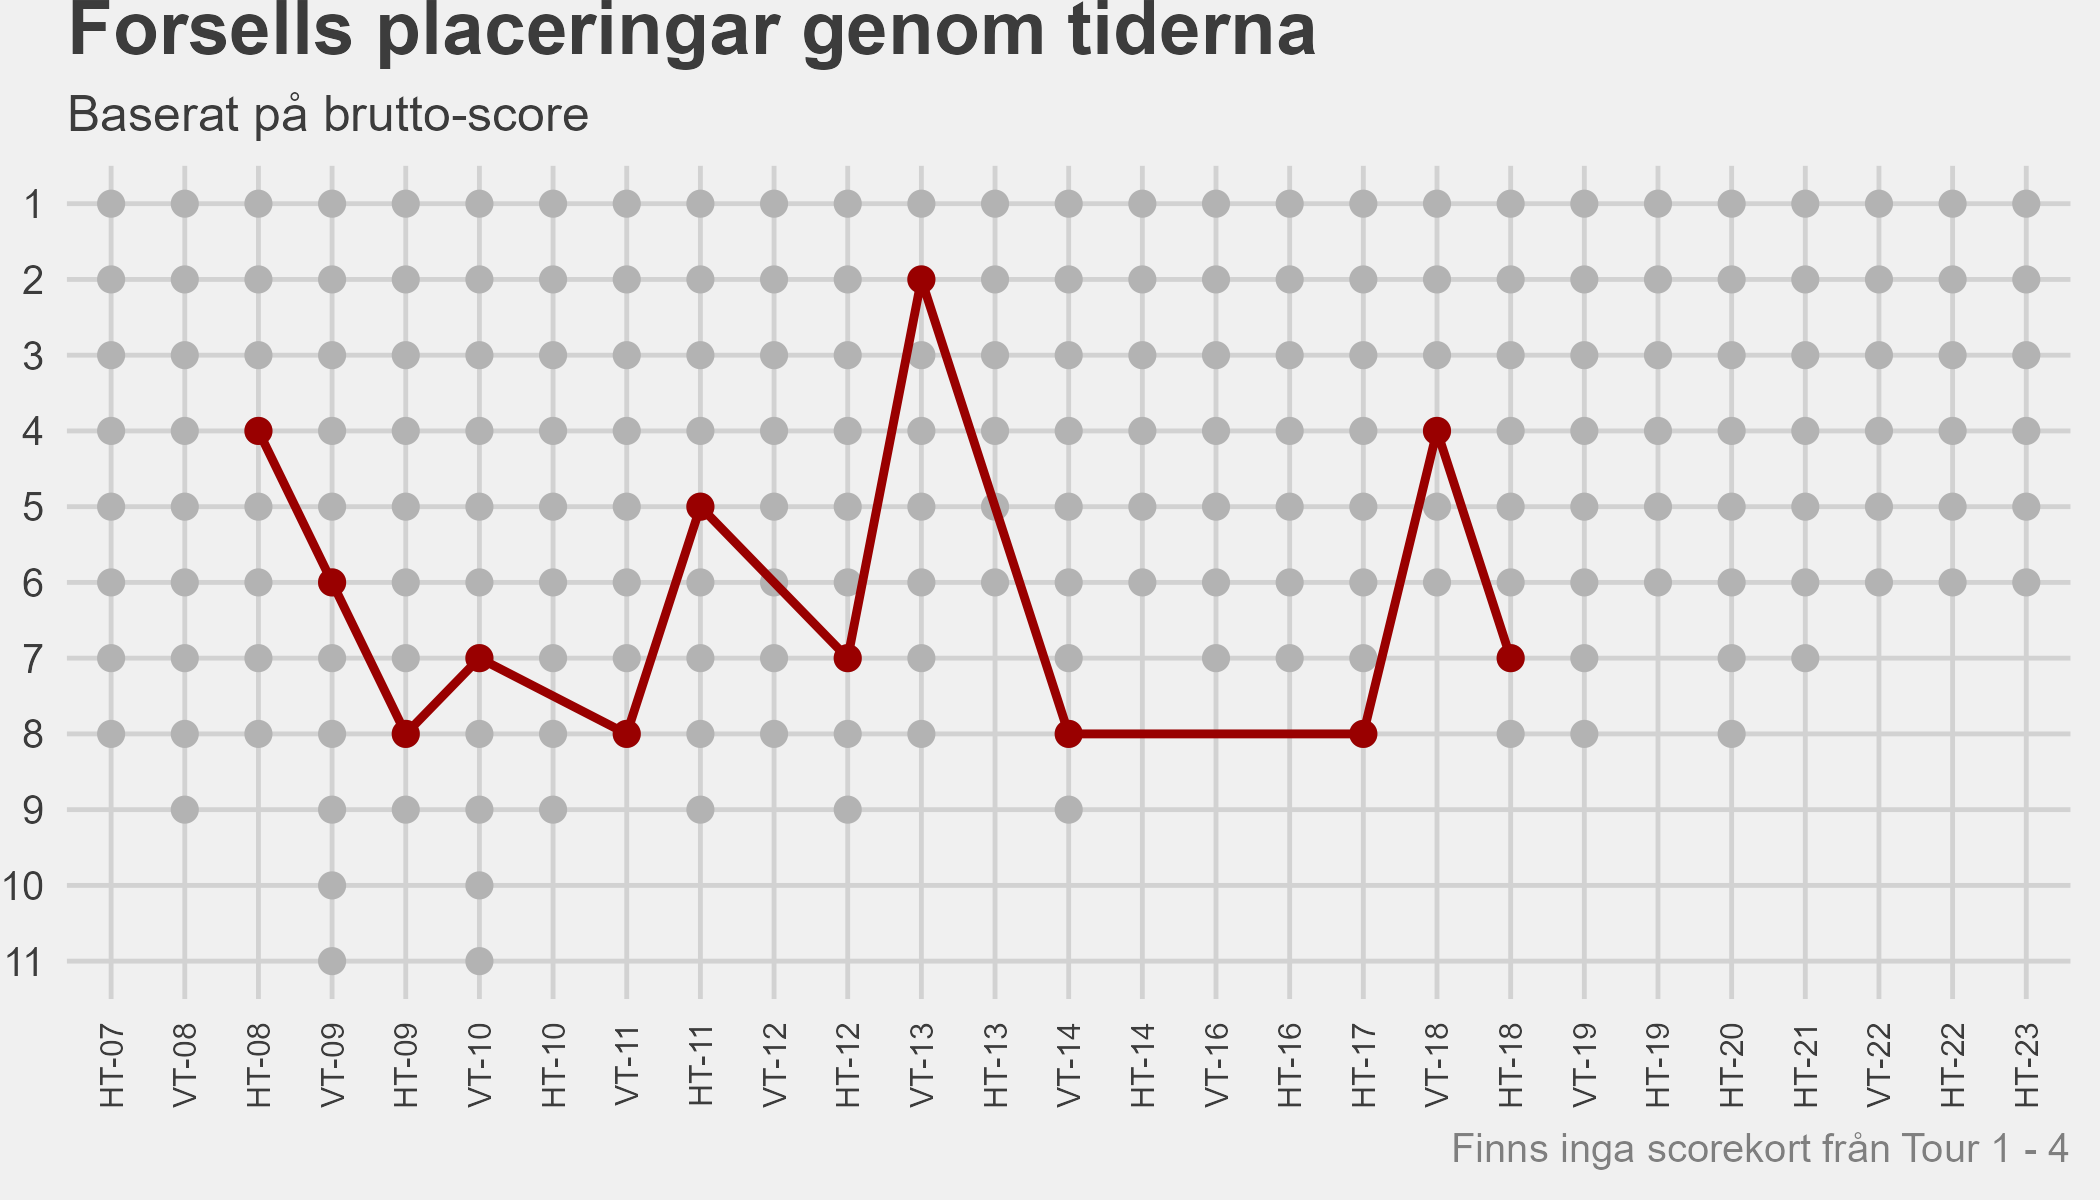 Forsells placeringar genom tiderna
Baserat på brutto-score
1
2
3
4
5
6
7
8
9
10
11
HT-07
VT-08
HT-08
VT-09
HT-09
VT-10
HT-10
VT-11
HT-11
VT-12
HT-12
VT-13
HT-13
VT-14
HT-14
VT-16
HT-16
HT-17
VT-18
HT-18
VT-19
HT-19
HT-20
HT-21
VT-22
HT-22
HT-23
Finns inga scorekort från Tour 1 - 4